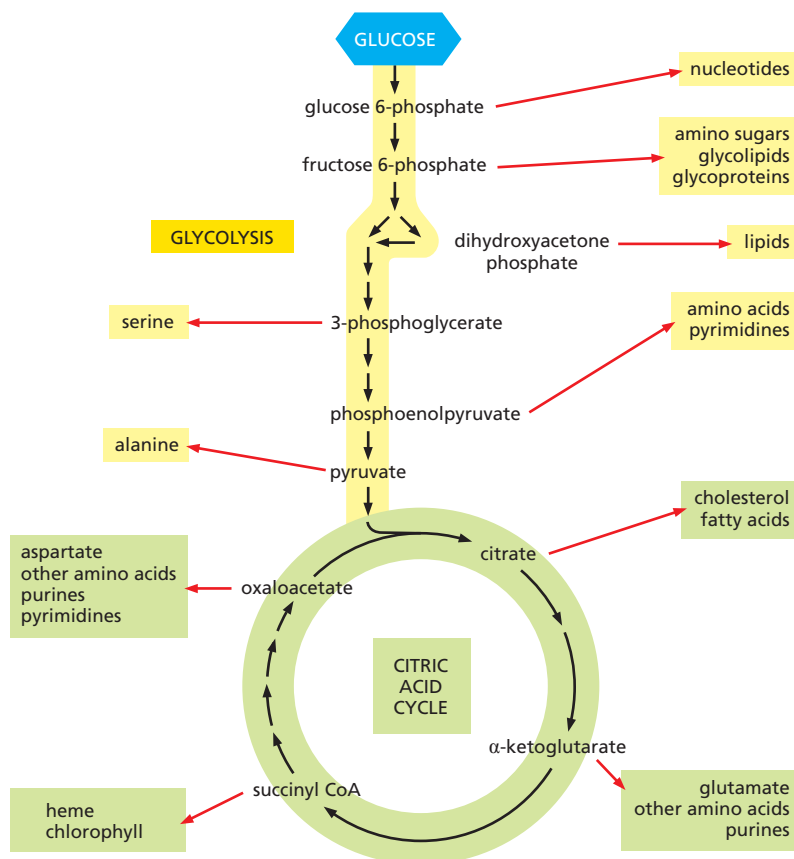 GLUCOSE
nucleotides
glucose 6-phosphate
amino sugars
glycolipids
glycoproteins
fructose 6-phosphate
GLYCOLYSIS
dihydroxyacetone
phosphate
lipids
serine
3-phosphoglycerate
amino acids
pyrimidines
phosphoenolpyruvate
alanine
pyruvate
cholesterol
fatty acids
citrate
aspartate
other amino acids
purines
pyrimidines
oxaloacetate
CITRIC
ACID
CYCLE
α-ketoglutarate
succinyl CoA
glutamate
other amino acids
purines
heme
chlorophyll